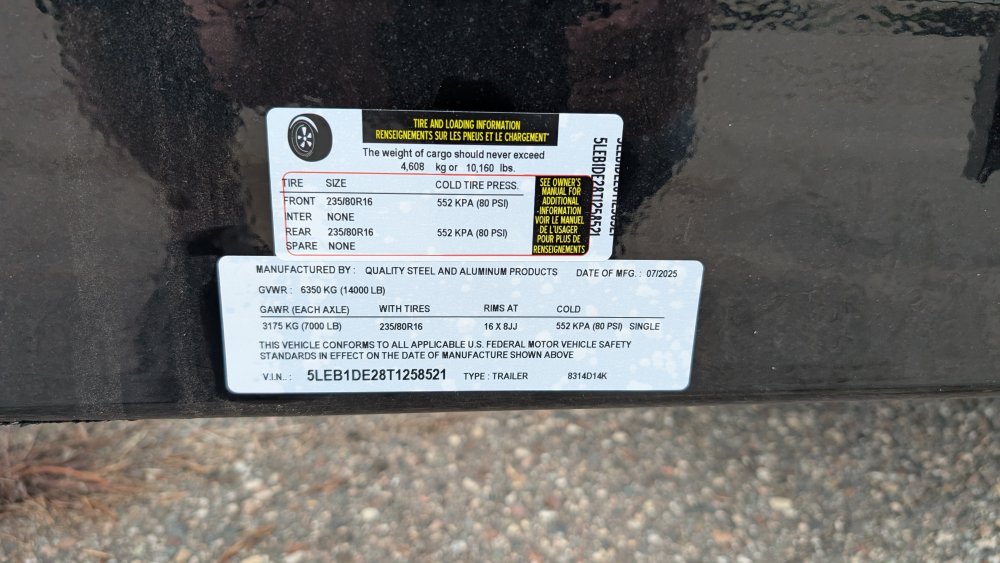 TIRE AND LOADING INFORMATION
RENSEIGNEMENTS SUR LES PNEUS ET LE CHARGEMENT
The weight of cargo should never exceed
4,608 kg or 10,160 lbs.
TIRE SIZE COLD TIRE PRESS.
FRONT 235/80R16 552 KPA (80 PSI)
INTER NONE
REAR 235/80R16 552 KPA (80 PSI)
SPARE NONE
SEE OWNER'S
MANUAL FOR
ADDITIONAL
INFORMATION
VOIR LE MANUEL
DE L'USAGER
POUR PLUS DE
RENSEIGNEMENTS
5LEB1DE28T1258521
5LEB1DE28T1258521
MANUFACTURED BY : QUALITY STEEL AND ALUMINUM PRODUCTS DATE OF MFG. : 07/2025
GVWR : 6350 KG (14000 LB)
GAWR (EACH AXLE) WITH TIRES RIMS AT COLD
3175 KG (7000 LB) 235/80R16 16 X 8JJ 552 KPA (80 PSI) SINGLE
THIS VEHICLE CONFORMS TO ALL APPLICABLE U.S. FEDERAL MOTOR VEHICLE SAFETY
STANDARDS IN EFFECT ON THE DATE OF MANUFACTURE SHOWN ABOVE
V.I.N.. : 5LEB1DE28T1258521 TYPE : TRAILER 8314D14K